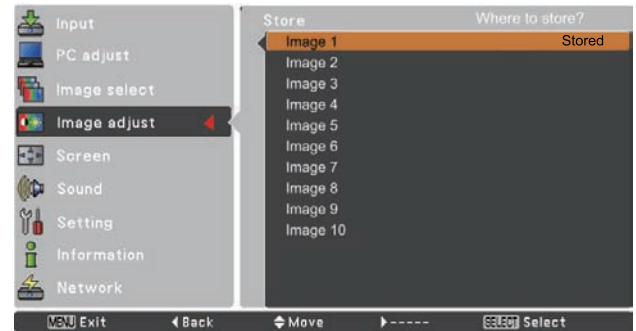 Input
PC adjust
Image select
Image adjust
Screen
Sound
Setting
Information
Network
Store Where to store?
Image 1 Stored
Image 2
Image 3
Image 4
Image 5
Image 6
Image 7
Image 8
Image 9
Image 10
MENU Exit Back Move ----- SELECT Select